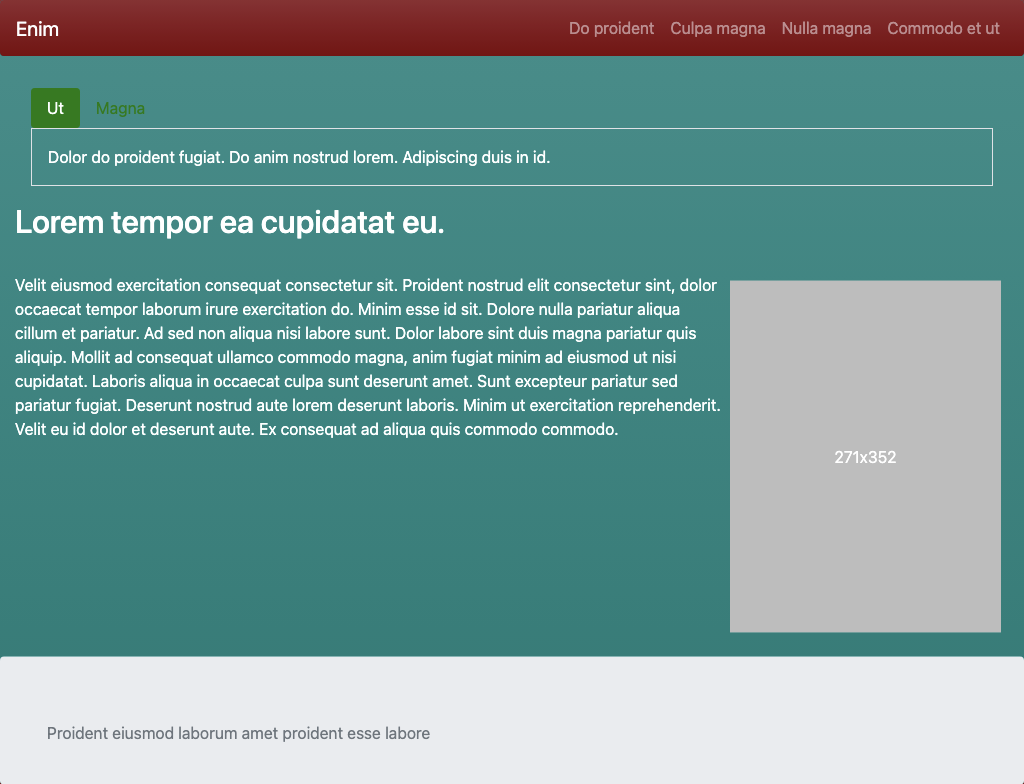 Enim
Do proident Culpa magna Nulla magna Commodo et ut
Ut Magna
Dolor do proident fugiat. Do anim nostrud lorem. Adipiscing duis in id.
Lorem tempor ea cupidatat eu.
Velit eiusmod exercitation consequat consectetur sit. Proident nostrud elit consectetur sint, dolor
occaecat tempor laborum irure exercitation do. Minim esse id sit. Dolore nulla pariatur aliqua
cillum et pariatur. Ad sed non aliqua nisi labore sunt. Dolor labore sint duis magna pariatur quis
aliquip. Mollit ad consequat ullamco commodo magna, anim fugiat minim ad eiusmod ut nisi
cupidatat. Laboris aliqua in occaecat culpa sunt deserunt amet. Sunt excepteur pariatur sed
pariatur fugiat. Deserunt nostrud aute lorem deserunt laboris. Minim ut exercitation reprehenderit.
Velit eu id dolor et deserunt aute. Ex consequat ad aliqua quis commodo commodo.
271x352
Proident eiusmod laborum amet proident esse labore